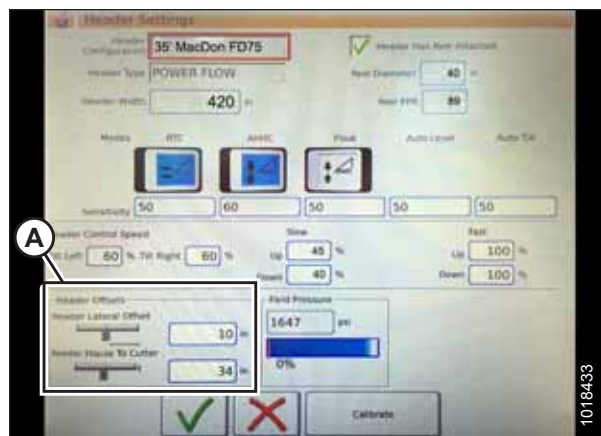 Header Settings
Header Configuration 35' MacDon FD75 Header Has Reel Attached
Header Type POWER FLOW Reel Diameter 40 in
Header Width 420 in Reel PPR 89
Modes RTC AHHC Float Auto Level Auto Tilt
Sensitivity 50 60 50 50 50
Header Control Speed Slow Fast
Tilt Left 60 % Tilt Right 60 % Up 45 % Up 100 %
Down 40 % Down 100 %
A
Header Offsets Field Pressure
Header Lateral Offset 1647 psi
10 in
Feeder House To Cutter 0%
34 in
Calibrate
1018433